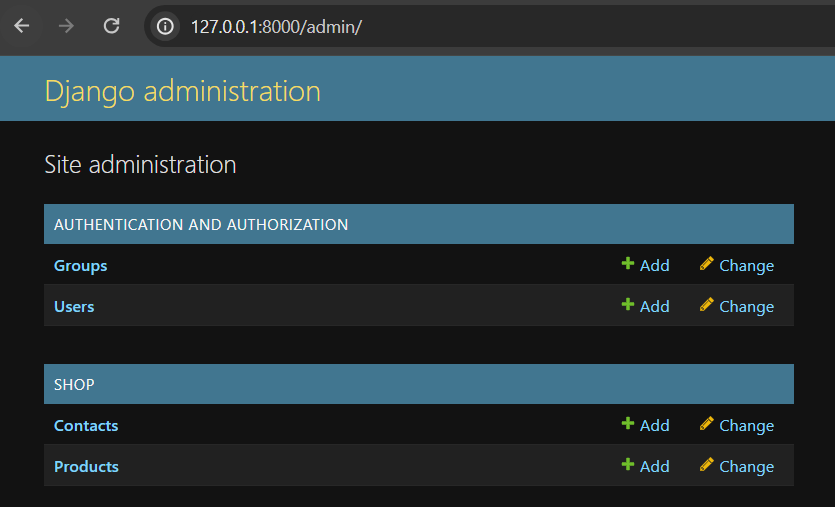 127.0.0.1:8000/admin/
Django administration
Site administration
AUTHENTICATION AND AUTHORIZATION
Groups Add Change
Users Add Change
SHOP
Contacts Add Change
Products Add Change